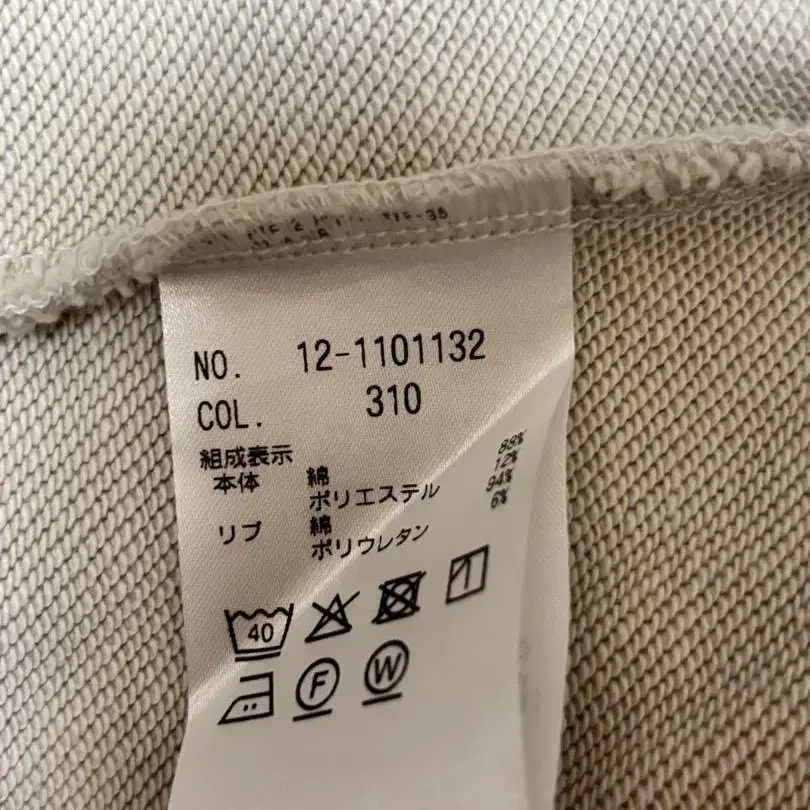 NO. 12-1101132
COL. 310
組成表示
本体 綿 88%
ポリエステル 12%
リブ 綿 94%
ポリウレタン 6%
40
F W